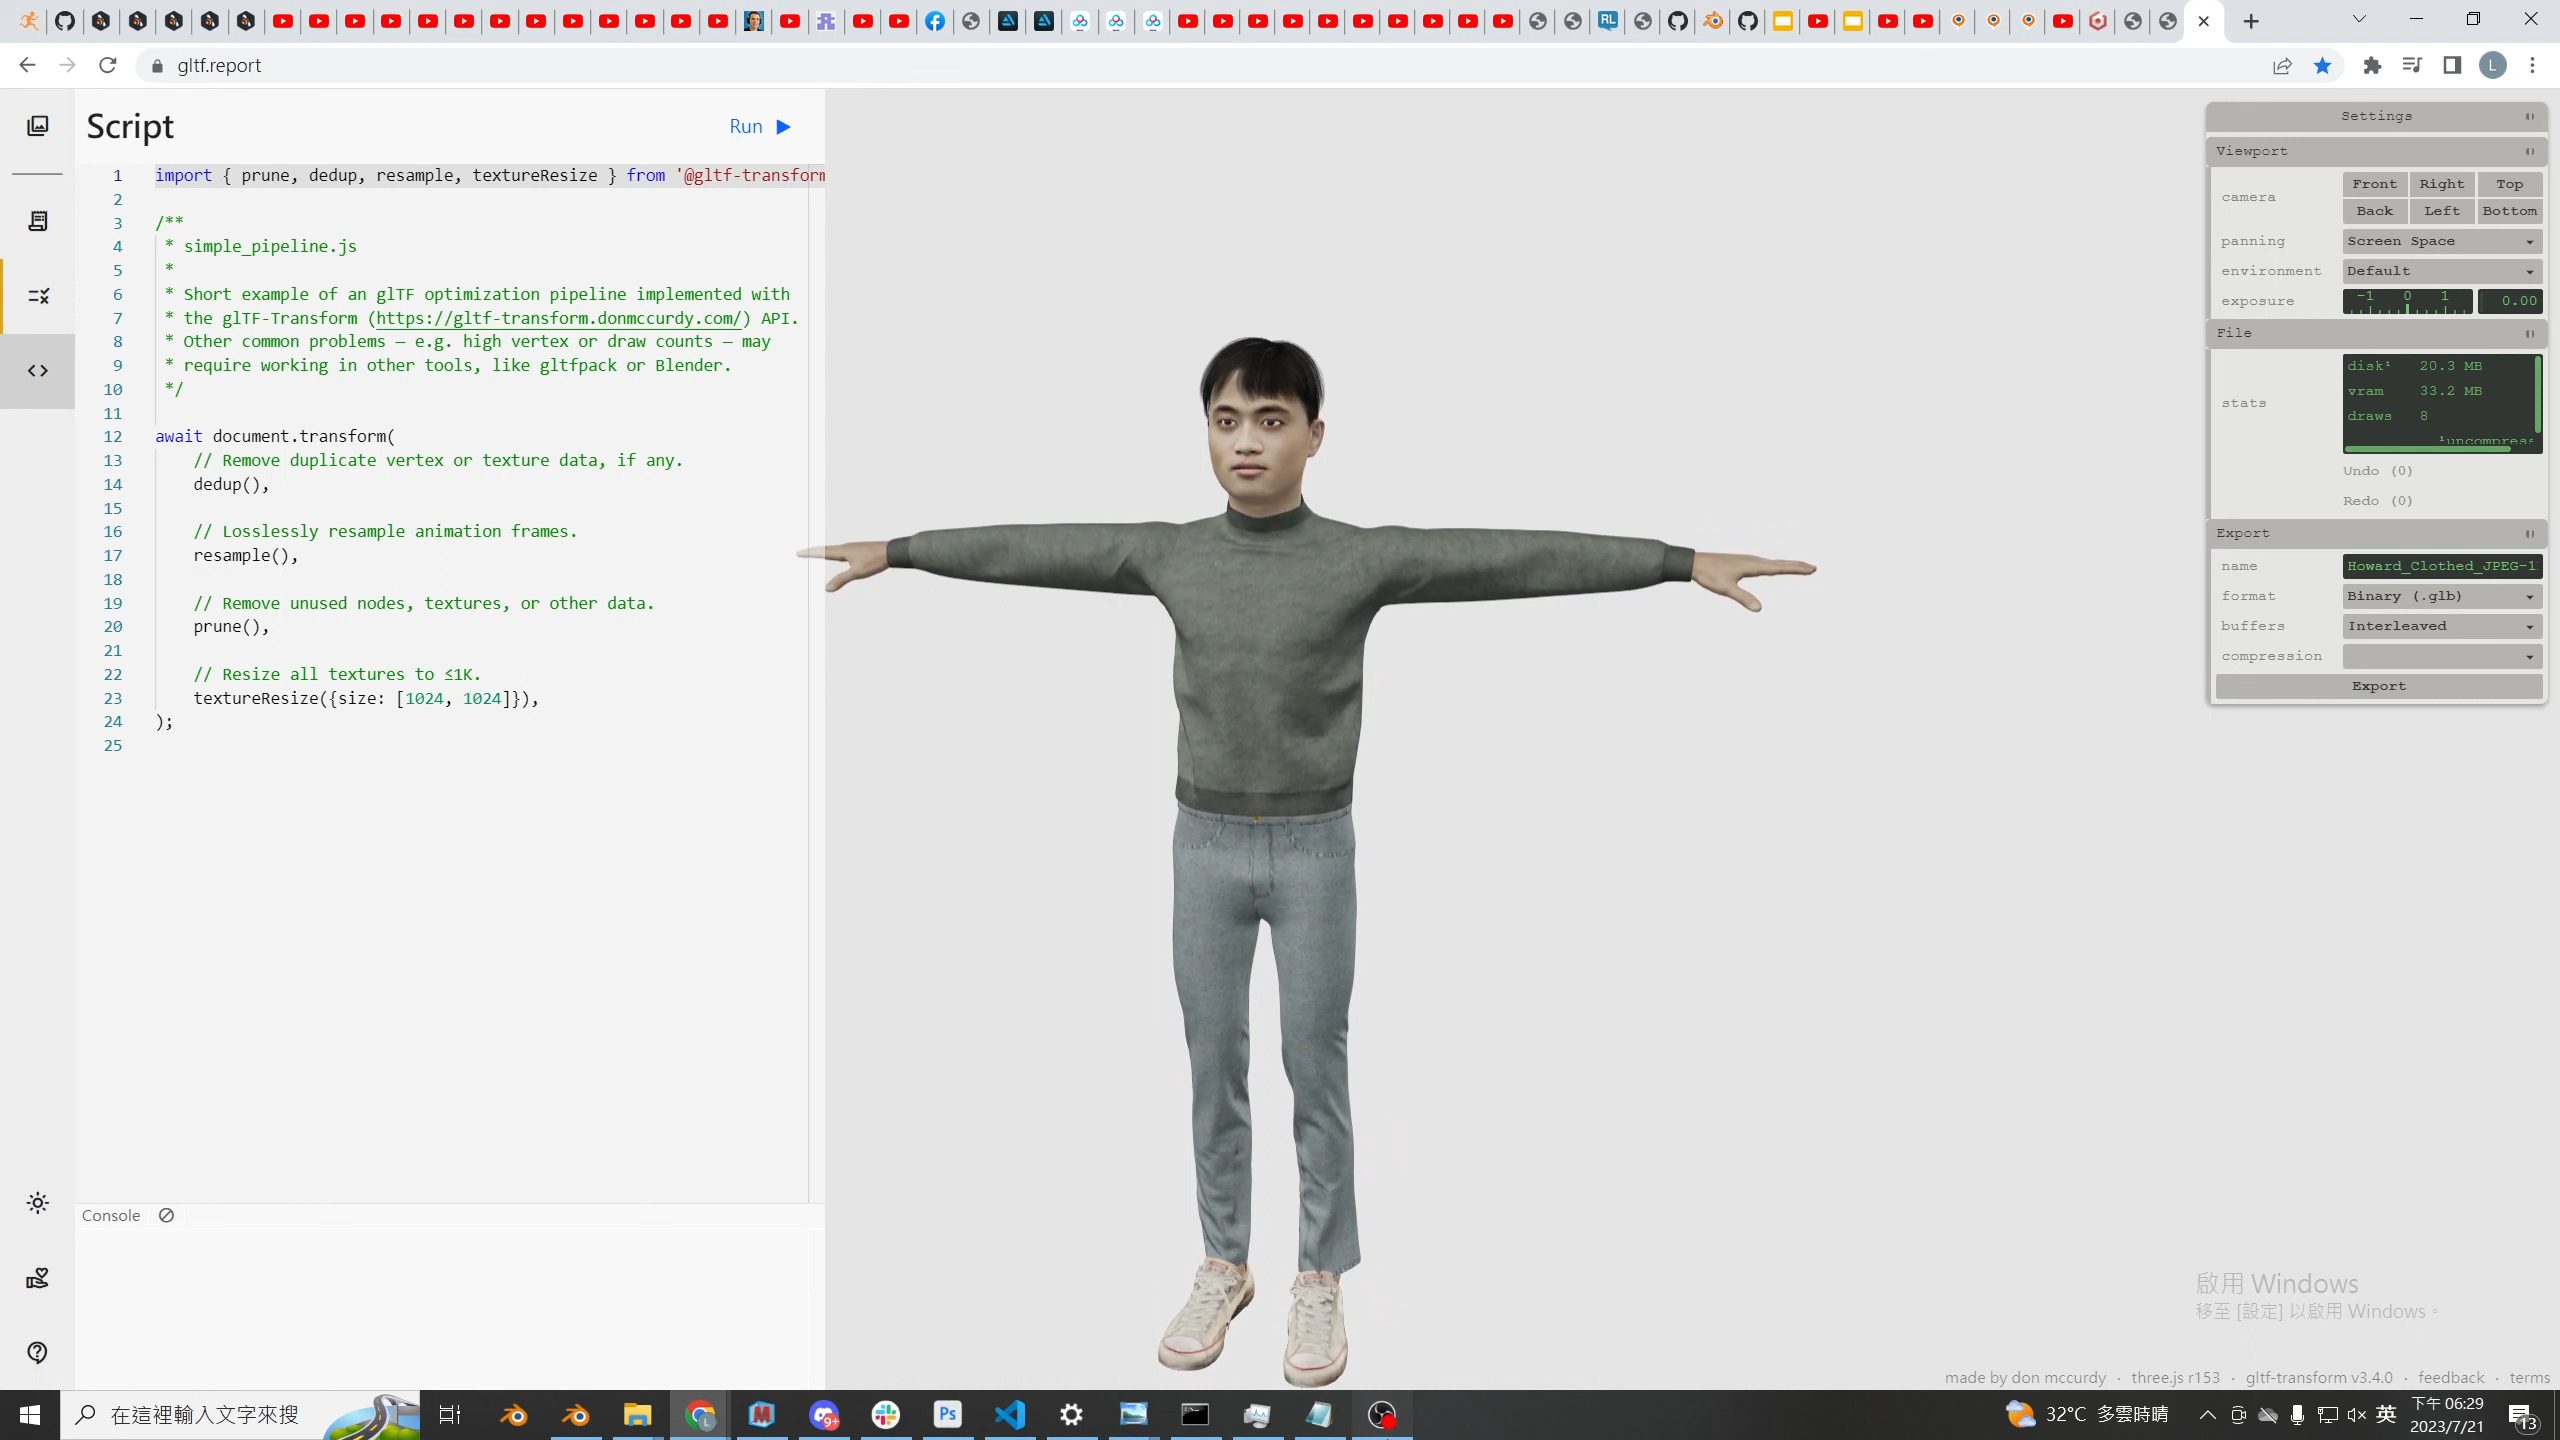 gltf.report
Script
Run
1 import { prune, dedup, resample, textureResize } from '@gltf-transform
2
3 /**
4 * simple_pipeline.js
5 *
6 * Short example of an glTF optimization pipeline implemented with
7 * the glTF-Transform (https://gltf-transform.donmccurdy.com/) API.
8 * Other common problems — e.g. high vertex or draw counts — may
9 * require working in other tools, like gltfpack or Blender.
10 */
11
12 await document.transform(
13 // Remove duplicate vertex or texture data, if any.
14 dedup(),
15
16 // Losslessly resample animation frames.
17 resample(),
18
19 // Remove unused nodes, textures, or other data.
20 prune(),
21
22 // Resize all textures to ≤1K.
23 textureResize({size: [1024, 1024]}),
24 );
25
Console
Settings
Viewport
camera Front Right Top
Back Left Bottom
panning Screen Space
environment Default
exposure -1 0 1 0.00
File
stats
disk¹ 20.3 MB
vram 33.2 MB
draws 8
¹uncompress
Undo (0)
Redo (0)
Export
name Howard_Clothed_JPEG-1
format Binary (.glb)
buffers Interleaved
compression
Export
啟用 Windows
移至 [設定] 以啟用 Windows。
made by don mccurdy · three.js r153 · gltf-transform v3.4.0 · feedback · terms
在這裡輸入文字來搜
9+
Ps
32°C 多雲時晴
英
下午 06:29
2023/7/21
13